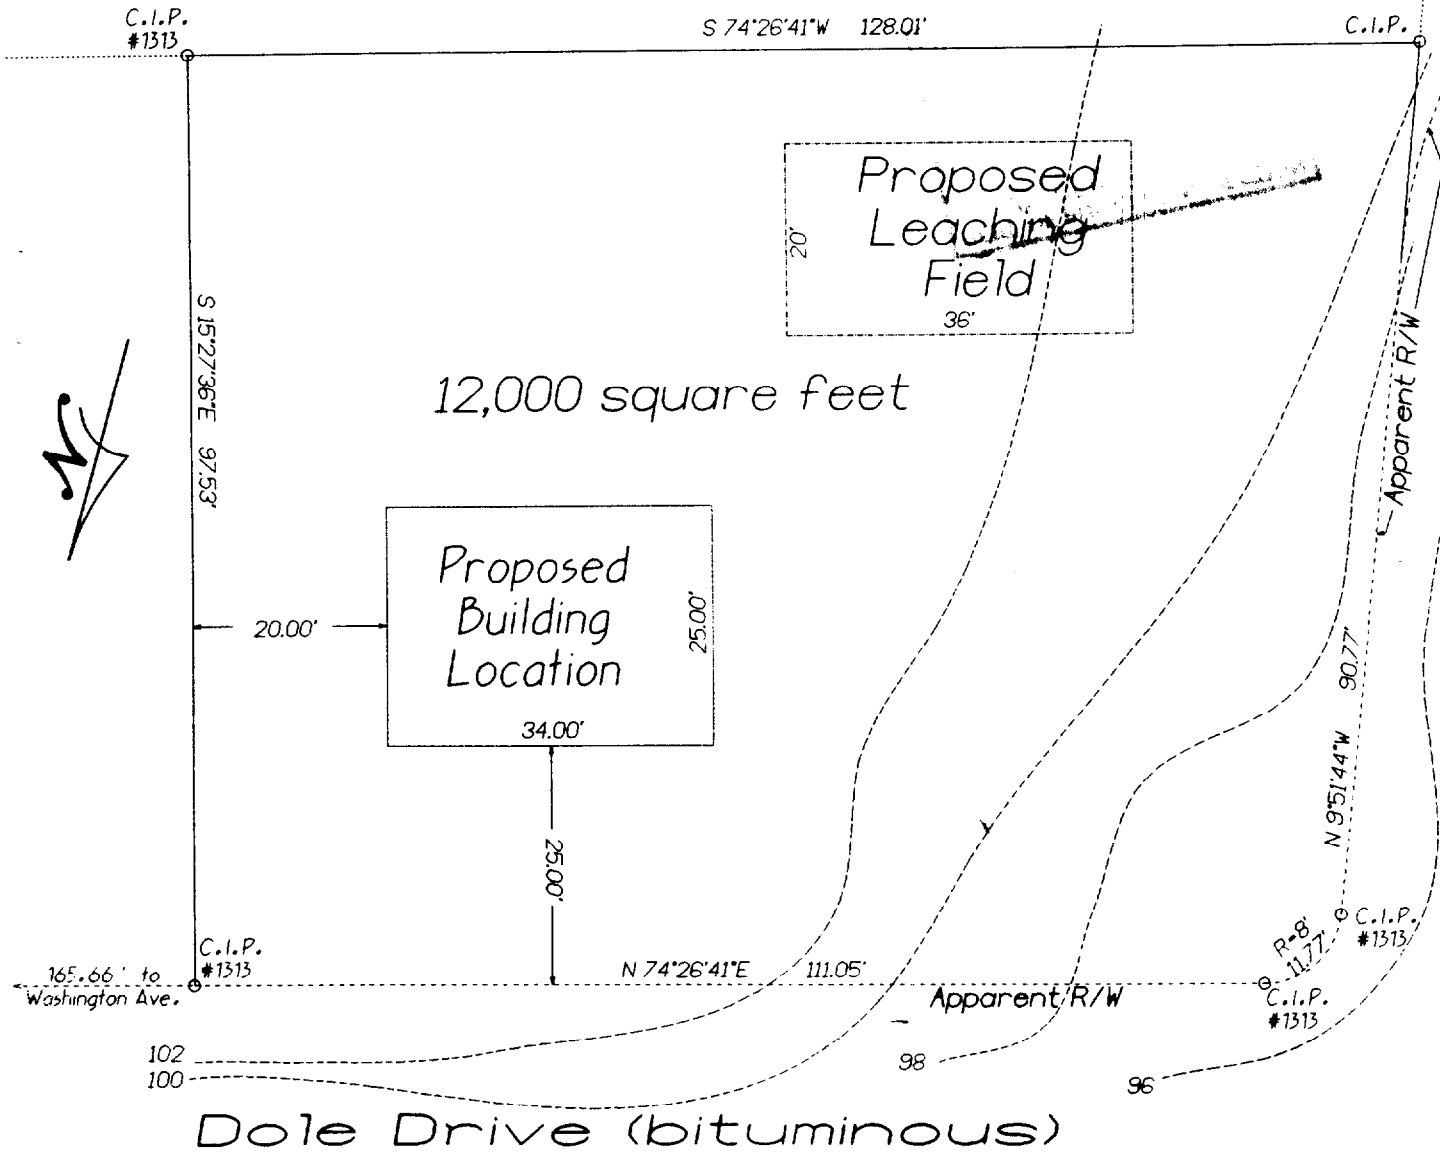 C.I.P.
#1313
S 74°26'41"W 128.01'
C.I.P.
Proposed
Leaching
Field
20'
36'
S 15°27'36"E 97.53'
12,000 square feet
N
Apparent R/W
Proposed
Building
Location
20.00'
25.00'
34.00'
25.00'
N 9°51'44"W 90.77'
R=8'
11.77'
C.I.P.
#1313
C.I.P.
#1313
165.66' to
Washington Ave.
N 74°26'41"E 111.05'
Apparent R/W
C.I.P.
#1313
102
100
98
96
Dole Drive (bituminous)